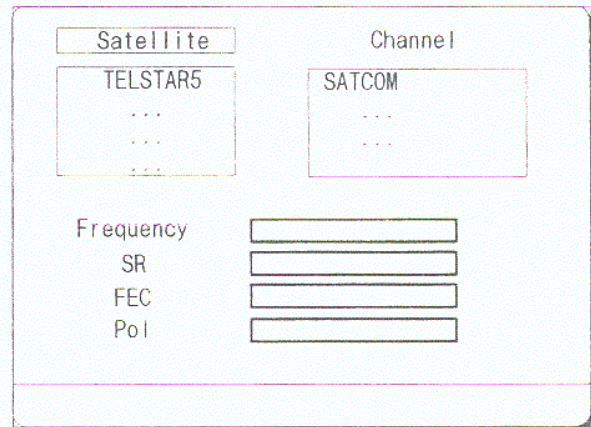 Satellite Channel
TELSTAR5 SATCOM
... ...
... ...
...
Frequency
SR
FEC
Pol